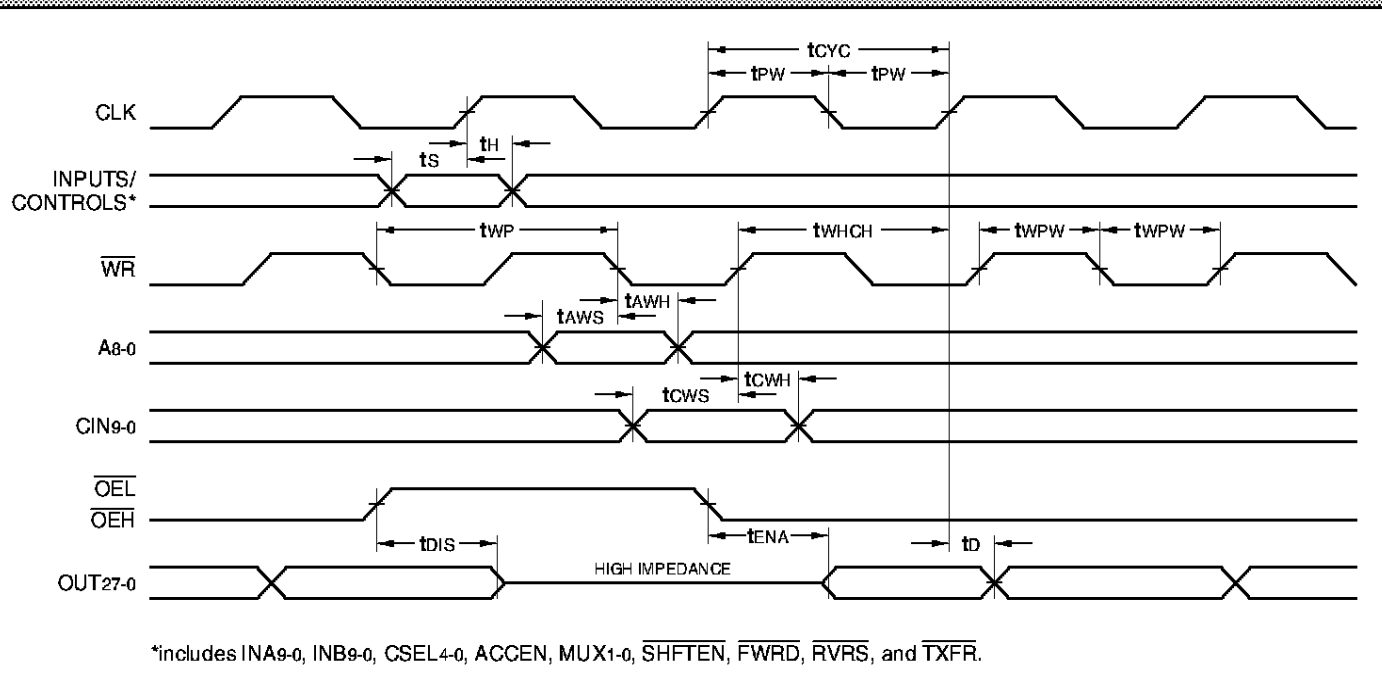 tCYC
tPW tPW
CLK
tS tH
INPUTS/
CONTROLS*
tWP tWHCH tWPW tWPW
WR
tAWS tAWH
A8-0
tCWS tCWH
CIN9-0
OEL
OEH
tDIS tENA tD
HIGH IMPEDANCE
OUT27-0
*includes INA9-0, INB9-0, CSEL4-0, ACCEN, MUX1-0, SHFTEN, FWRD, RVRS, and TXFR.